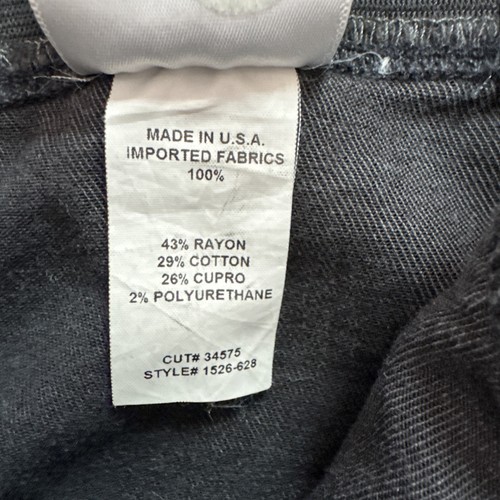 MADE IN U.S.A.
IMPORTED FABRICS
100%
43% RAYON
29% COTTON
26% CUPRO
2% POLYURETHANE
CUT# 34575
STYLE# 1526-628